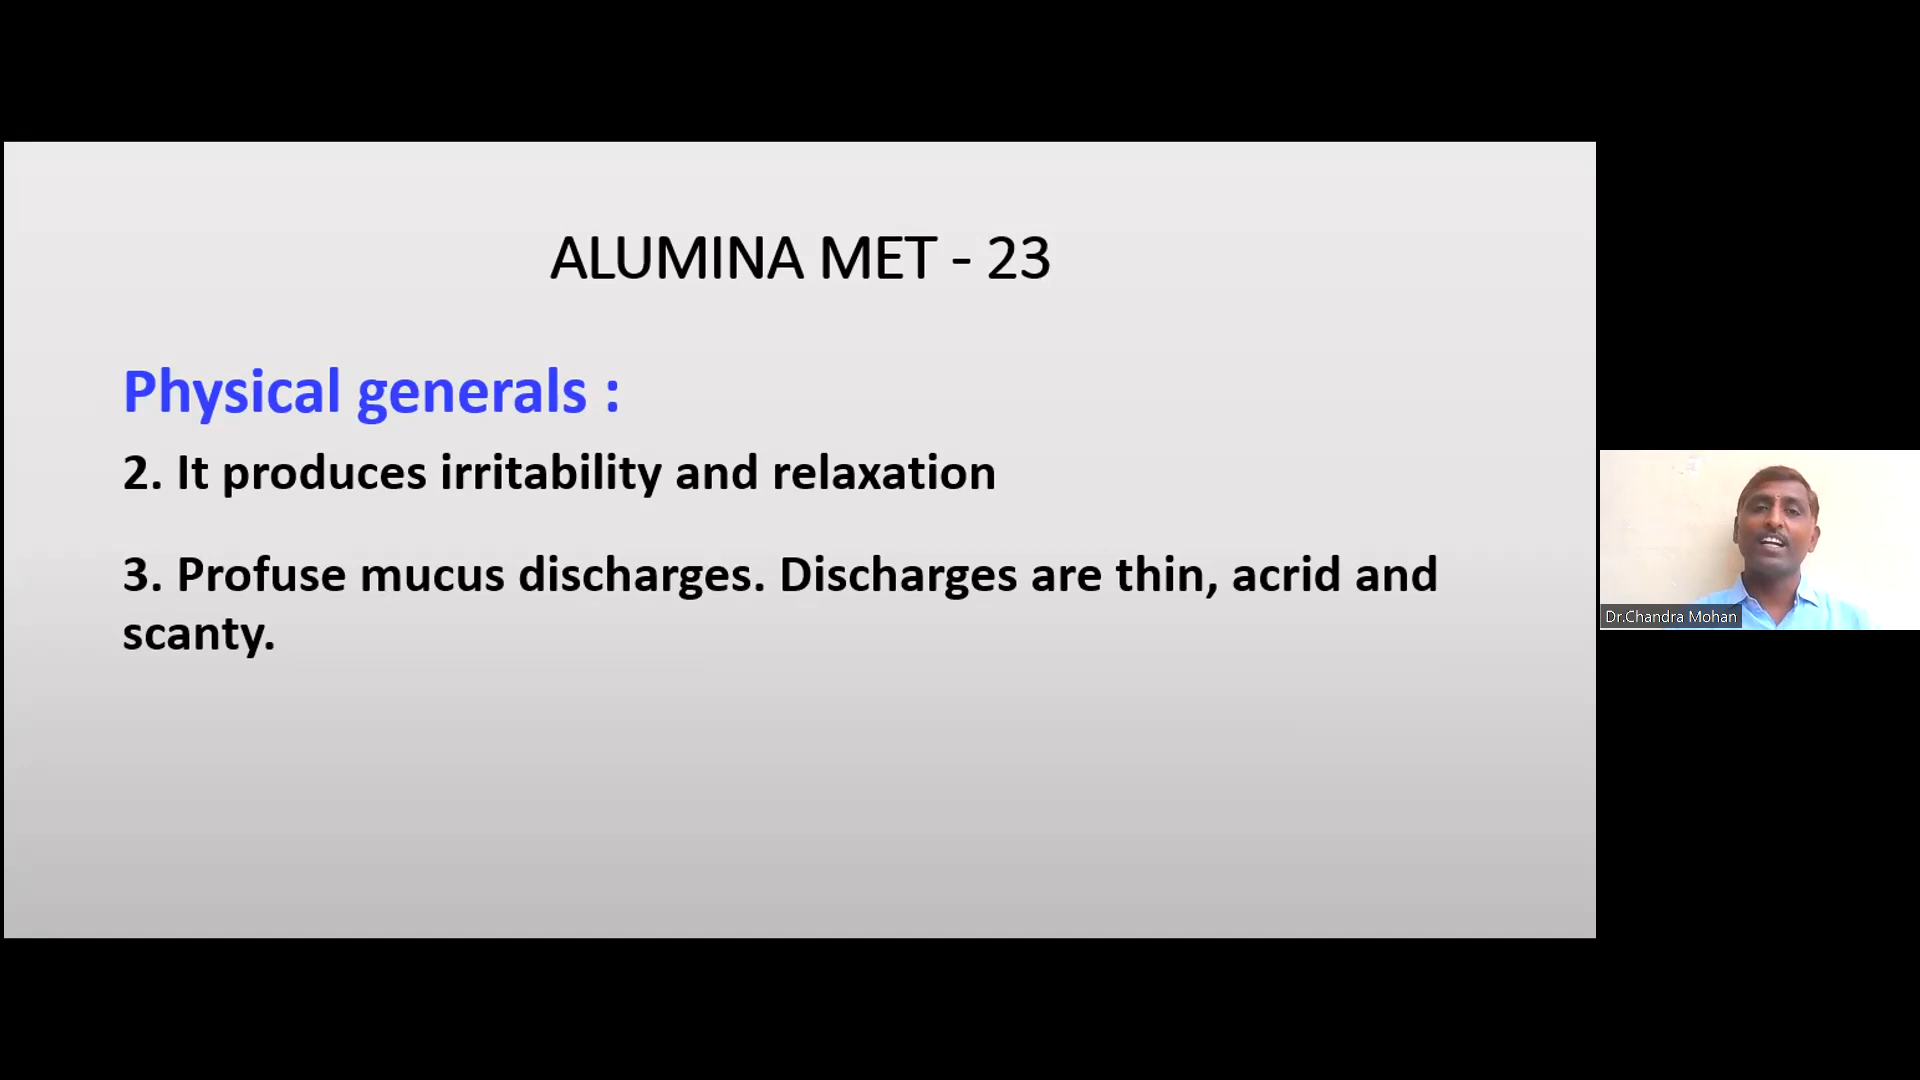 ALUMINA MET - 23
Physical generals :
2. It produces irritability and relaxation
3. Profuse mucus discharges. Discharges are thin, acrid and
scanty.
Dr.Chandra Mohan